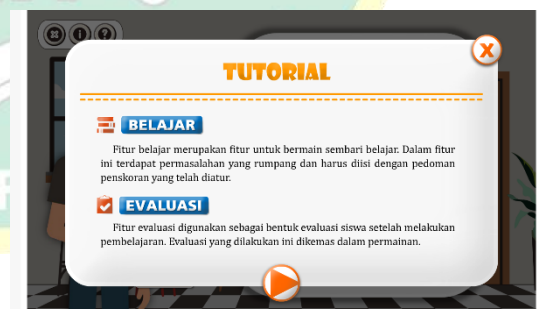 TUTORIAL
BELAJAR
Fitur belajar merupakan fitur untuk bermain sembari belajar. Dalam fitur
ini terdapat permasalahan yang rumpang dan harus diisi dengan pedoman
penskoran yang telah diatur.
EVALUASI
Fitur evaluasi digunakan sebagai bentuk evaluasi siswa setelah melakukan
pembelajaran. Evaluasi yang dilakukan ini dikemas dalam permainan.